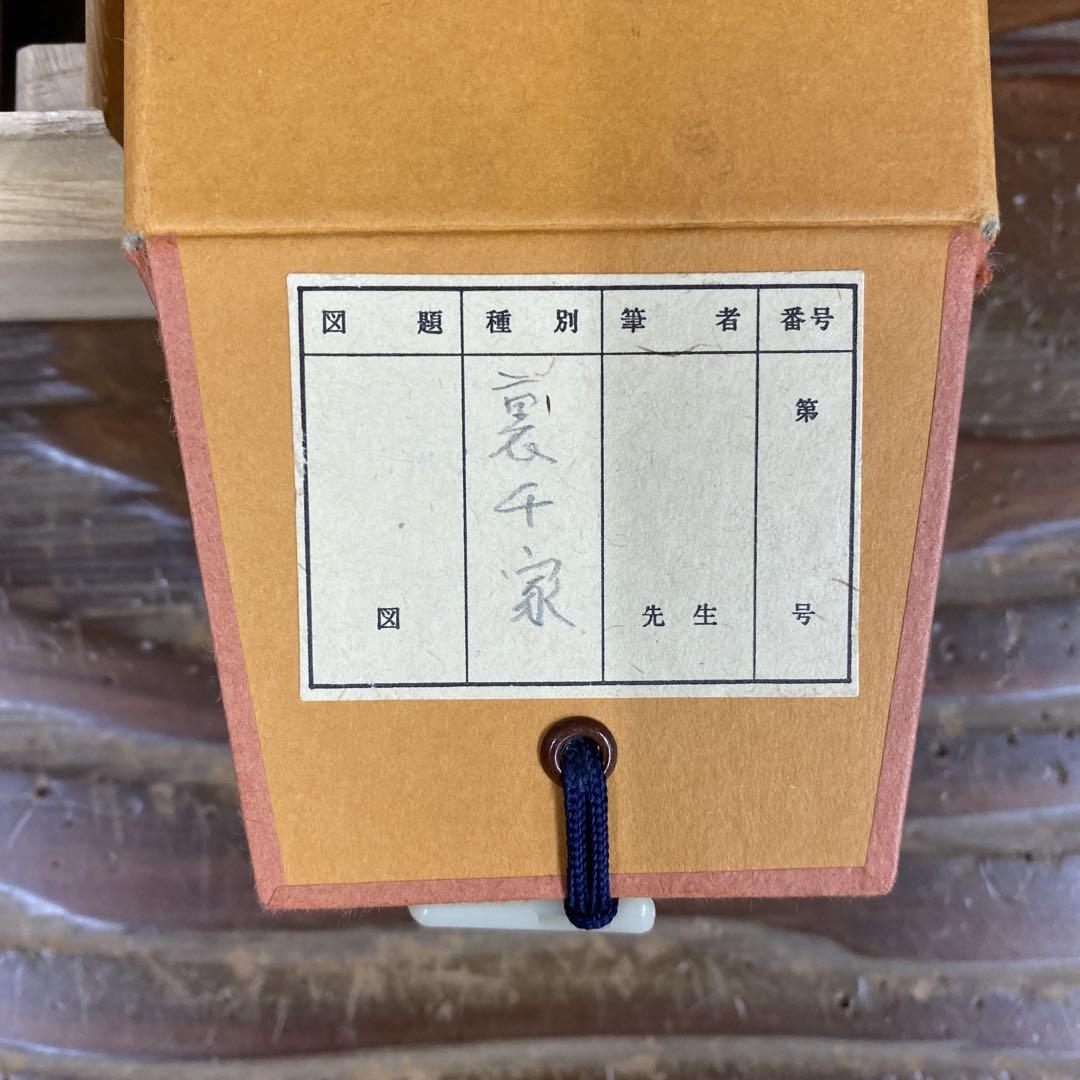 図題 種別 筆者 番号
図
裏千家
先生
第 号